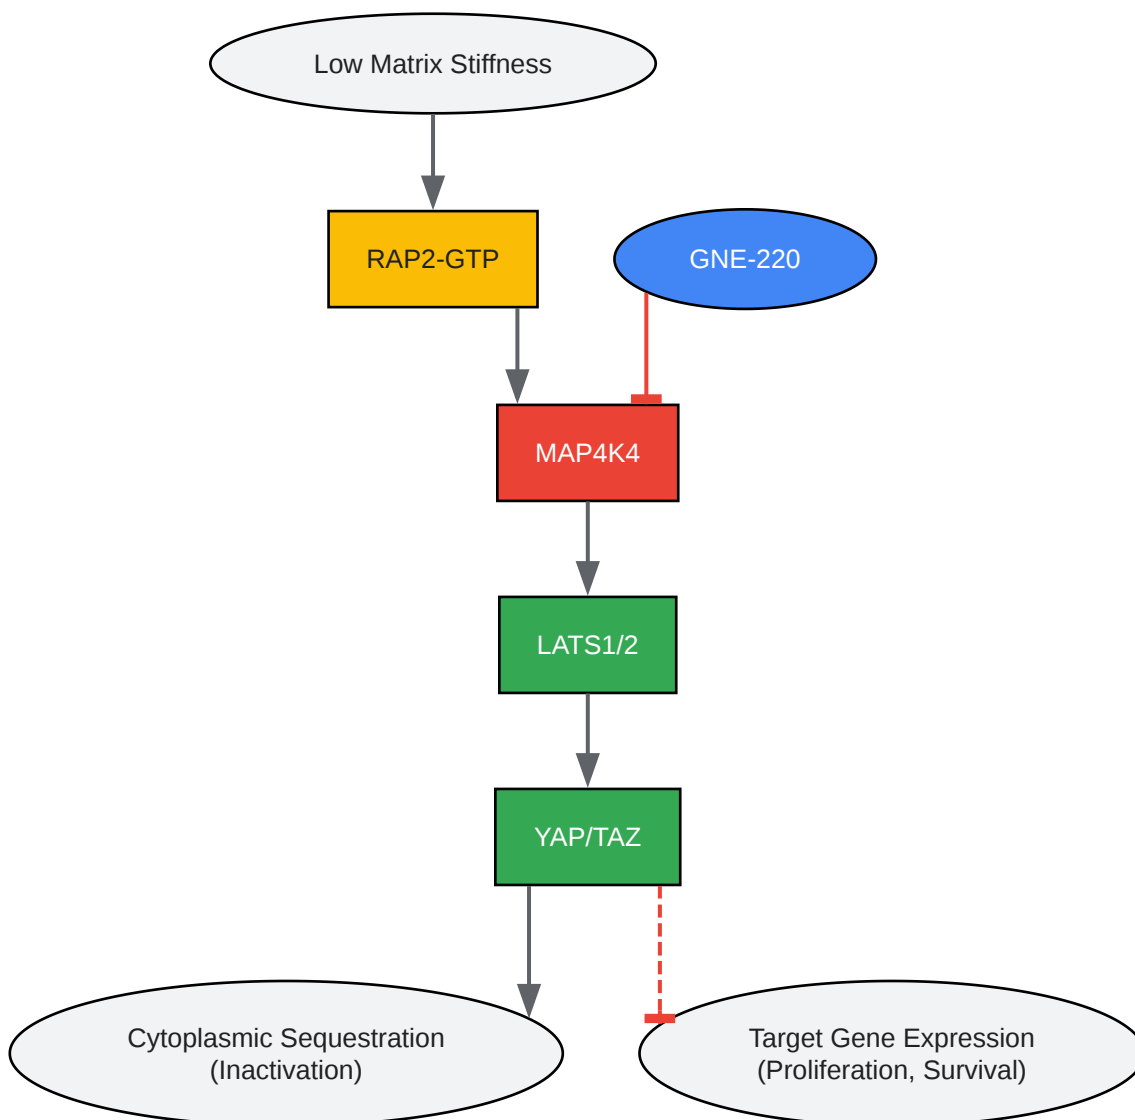 Low Matrix Stiffness
RAP2-GTP
GNE-220
MAP4K4
LATS1/2
YAP/TAZ
Cytoplasmic Sequestration
(Inactivation)
Target Gene Expression
(Proliferation, Survival)